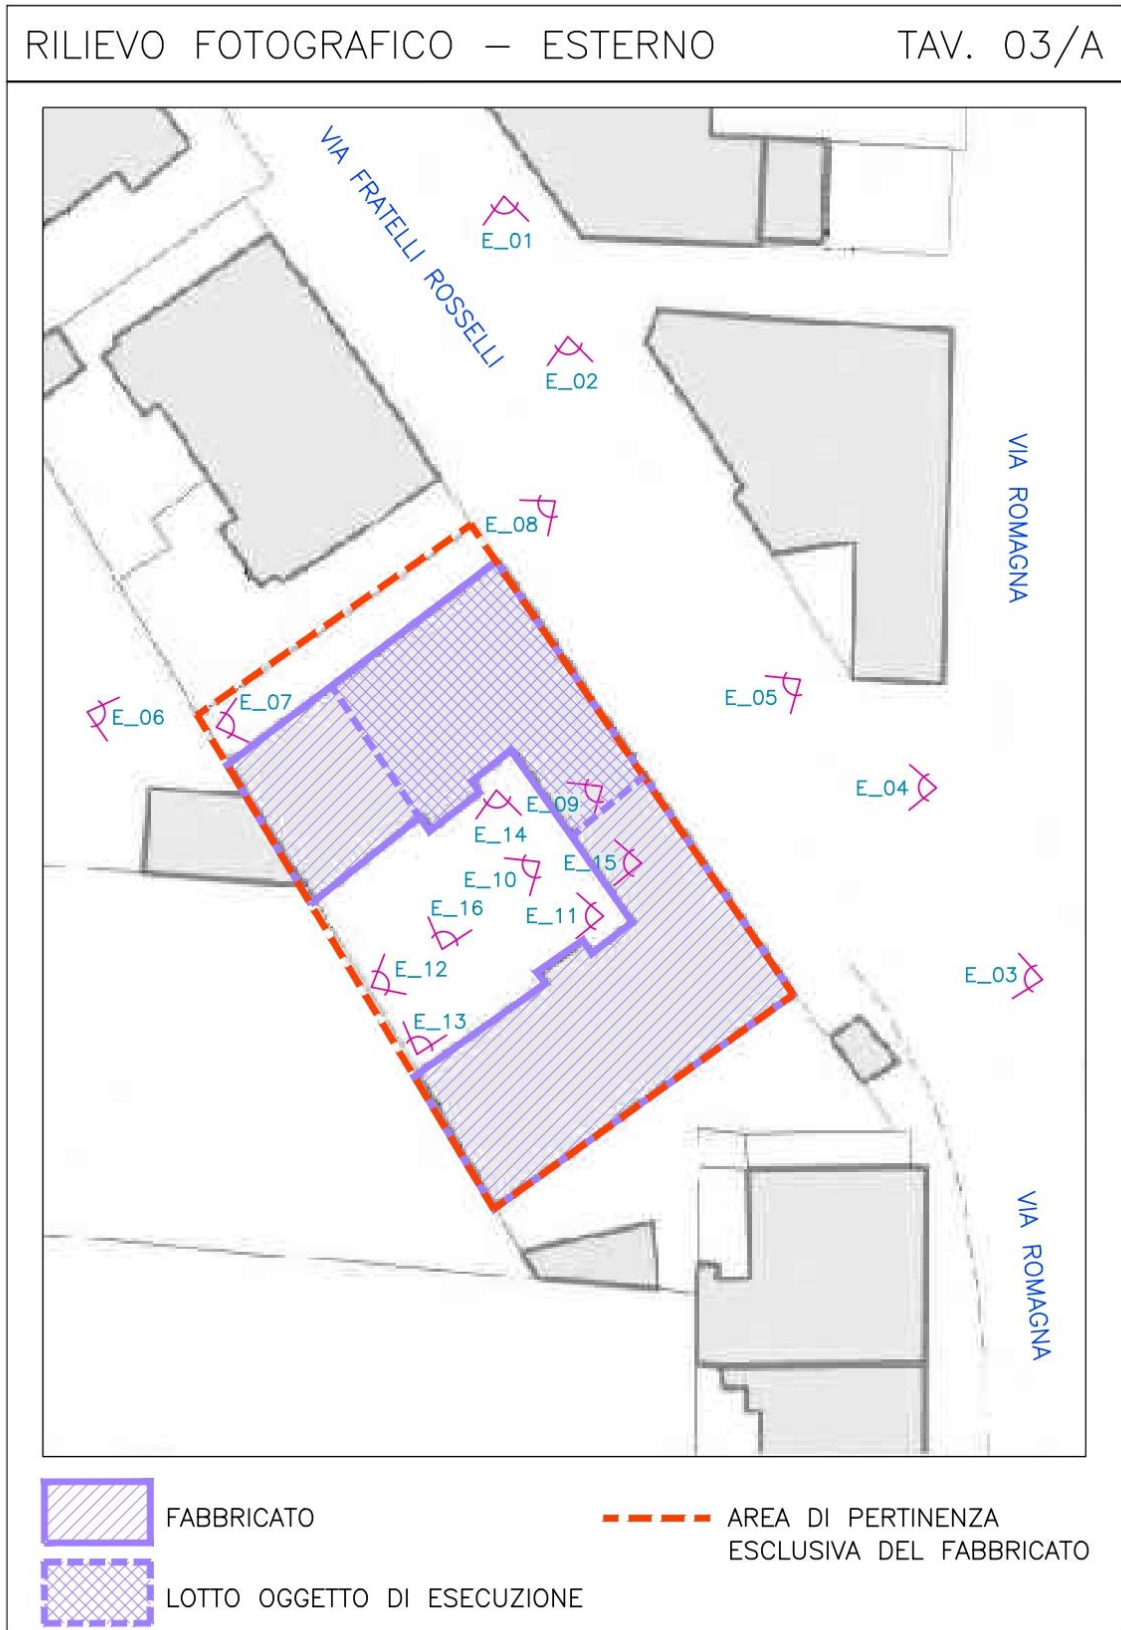 RILIEVO FOTOGRAFICO – ESTERNO TAV. 03/A
VIA FRATELLI ROSSELLI
E_01
E_02
VIA ROMAGNA
E_08
E_05
E_07
E_06
E_04
E_09
E_14
E_15
E_10
E_16
E_11
E_12
E_03
E_13
VIA ROMAGNA
FABBRICATO
LOTTO OGGETTO DI ESECUZIONE
AREA DI PERTINENZA
ESCLUSIVA DEL FABBRICATO